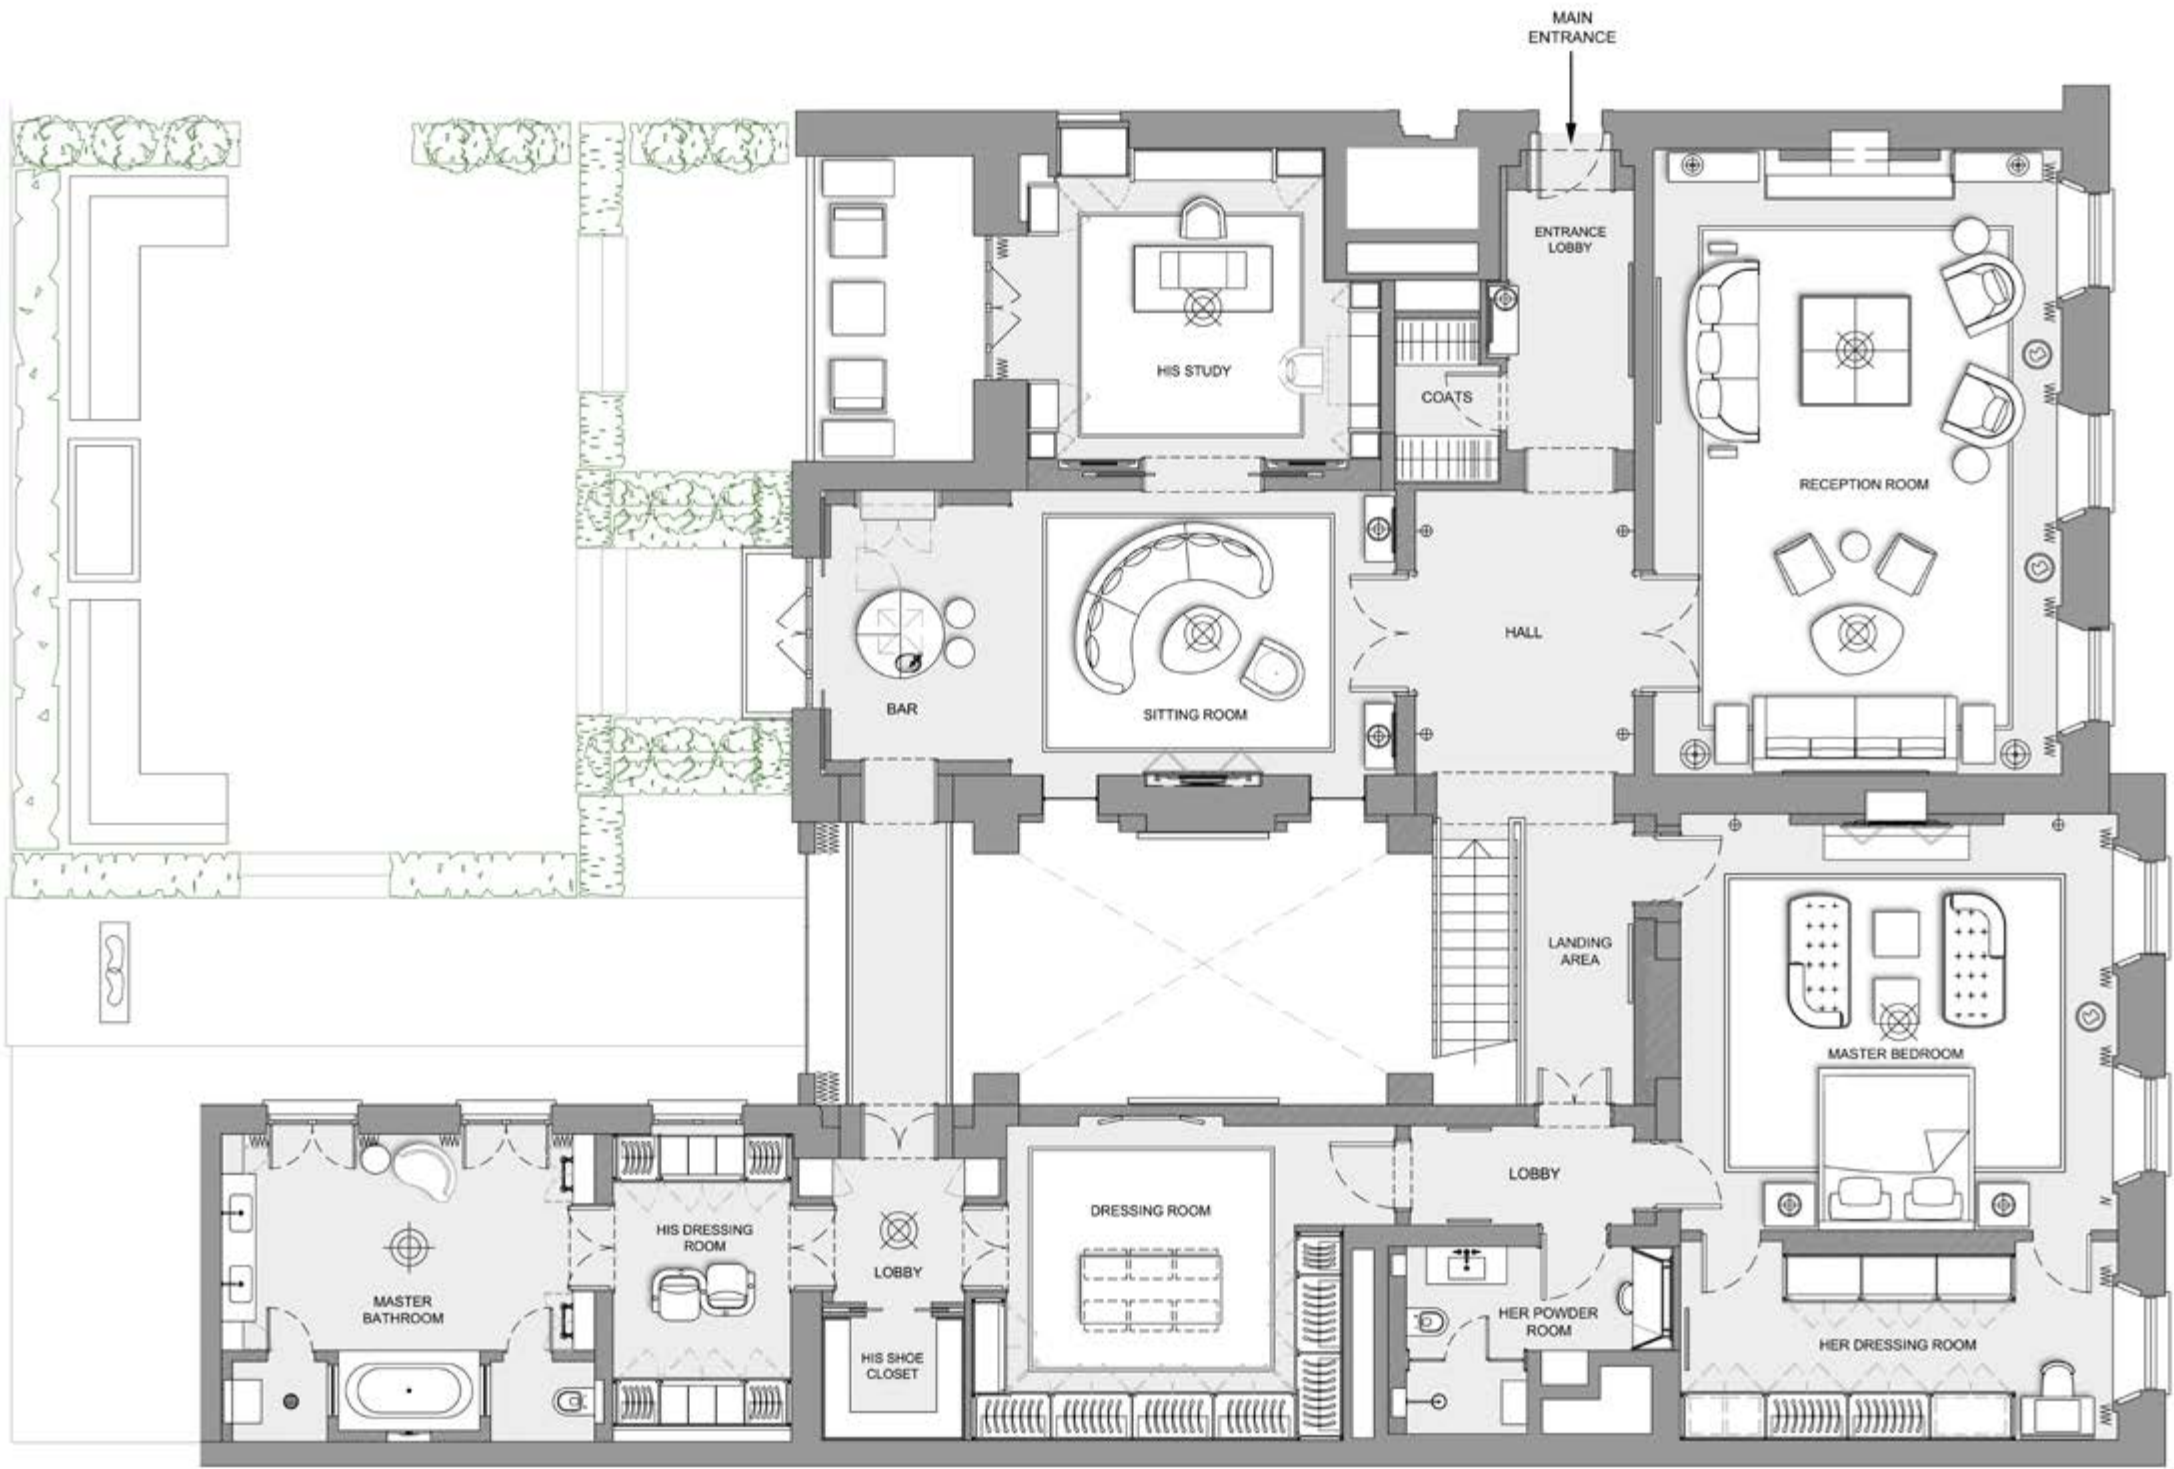 MAIN
ENTRANCE
ENTRANCE
LOBBY
HIS STUDY
COATS
RECEPTION ROOM
HALL
BAR
SITTING ROOM
LANDING
AREA
MASTER BEDROOM
LOBBY
DRESSING ROOM
HIS DRESSING
ROOM
LOBBY
MASTER
BATHROOM
HER POWDER
ROOM
HER DRESSING ROOM
HIS SHOE
CLOSET